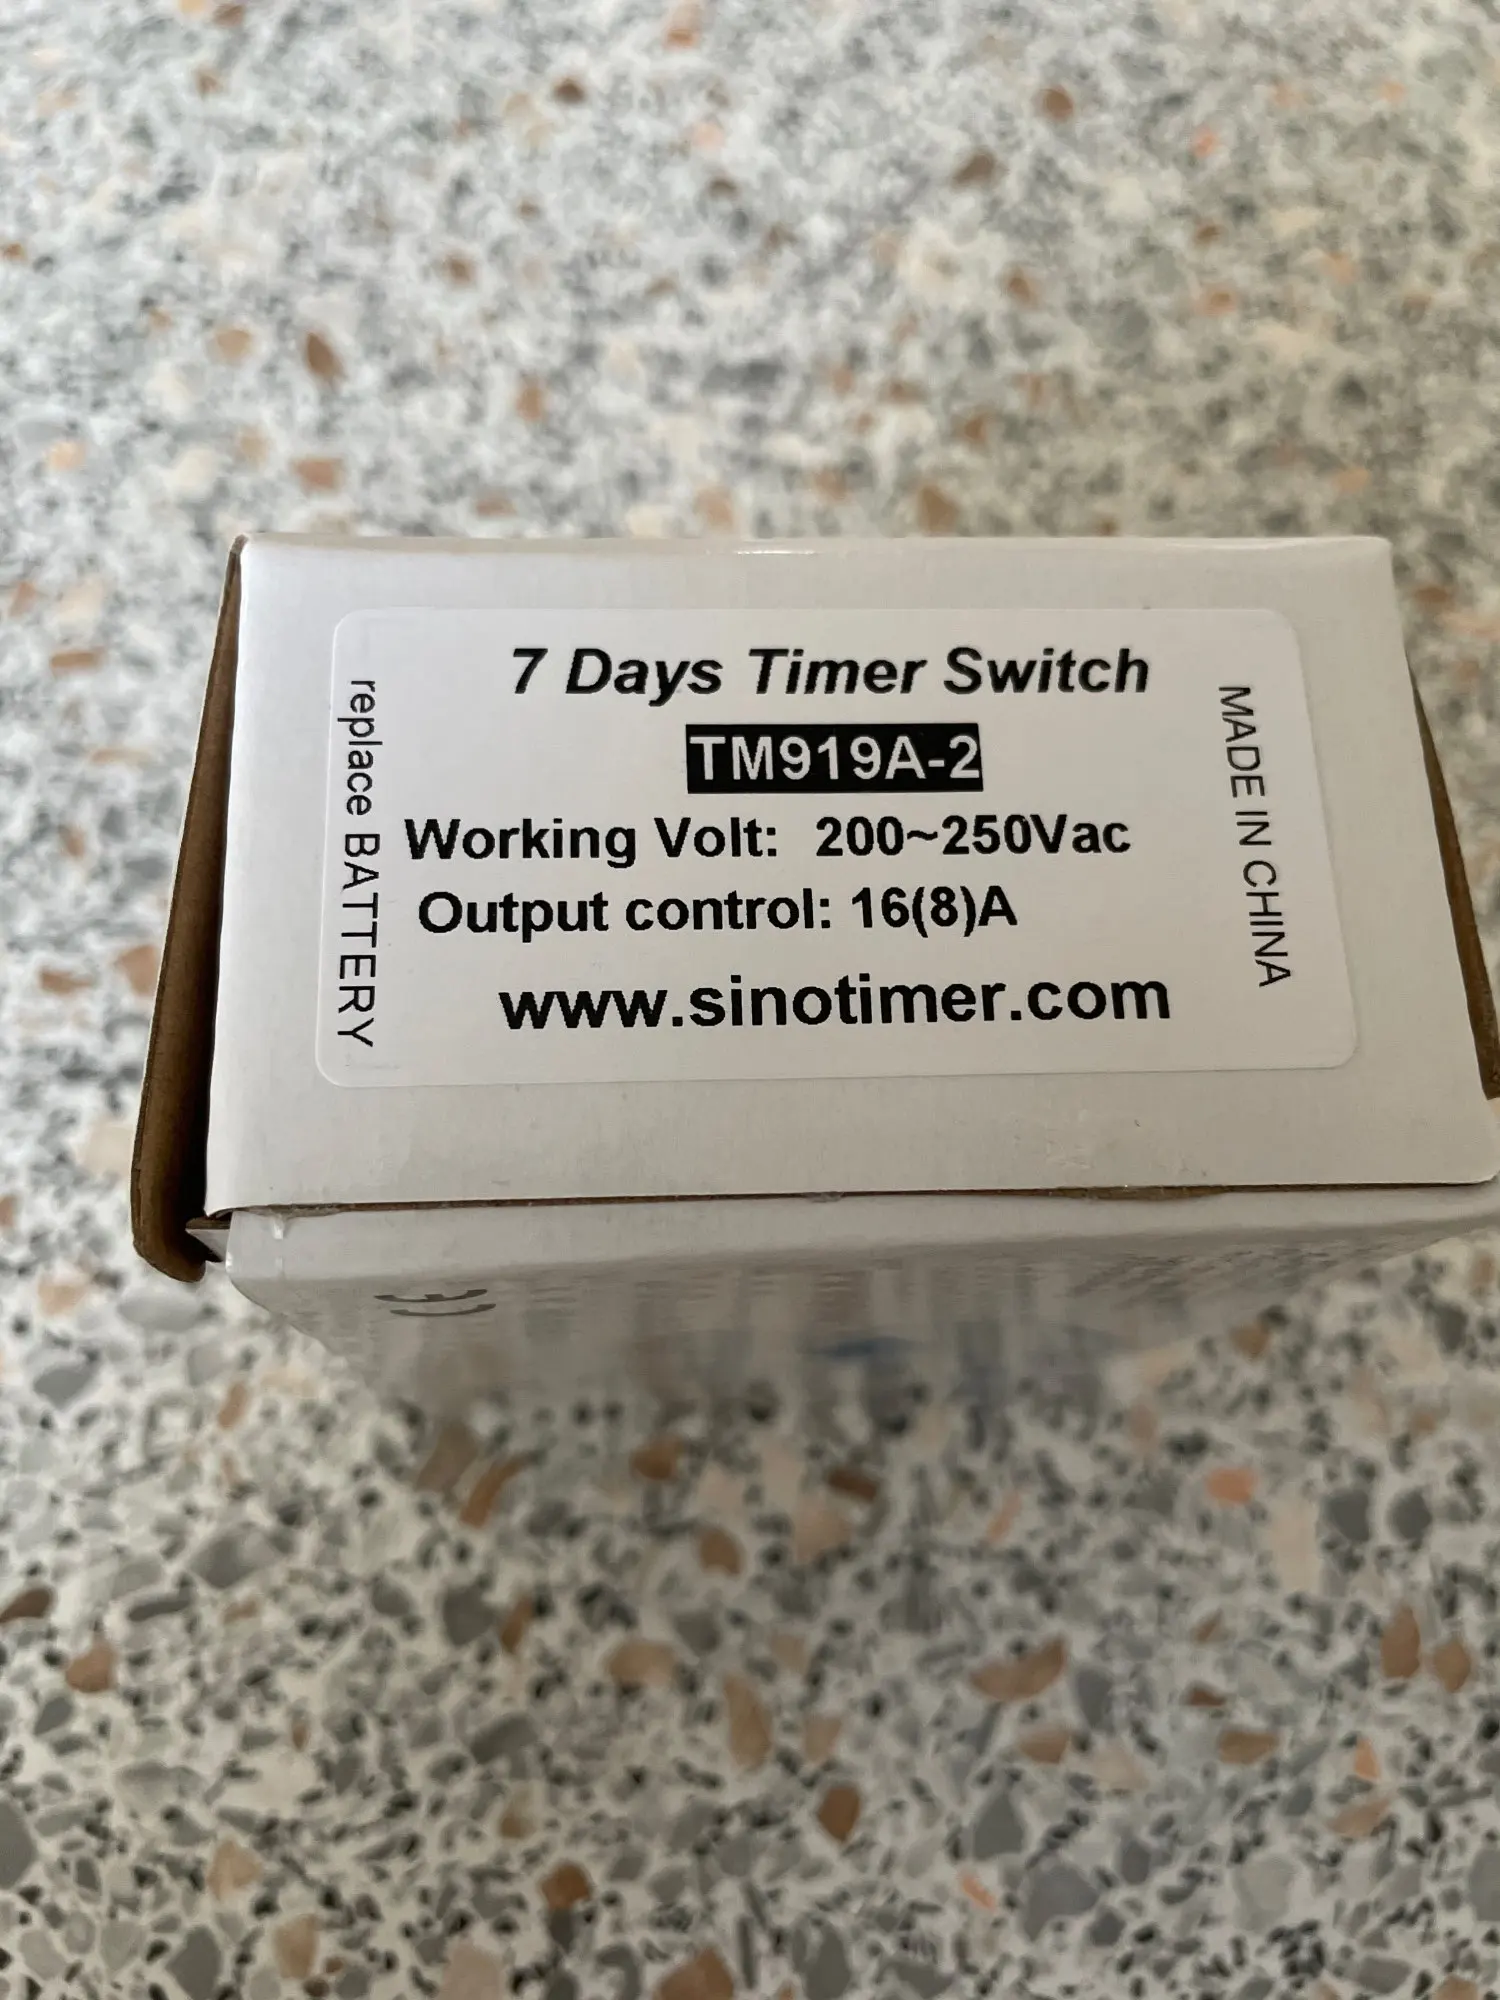 7 Days Timer Switch
TM919A-2
Working Volt: 200~250Vac
Output control: 16(8)A
www.sinotimer.com
replace BATTERY
MADE IN CHINA
CE